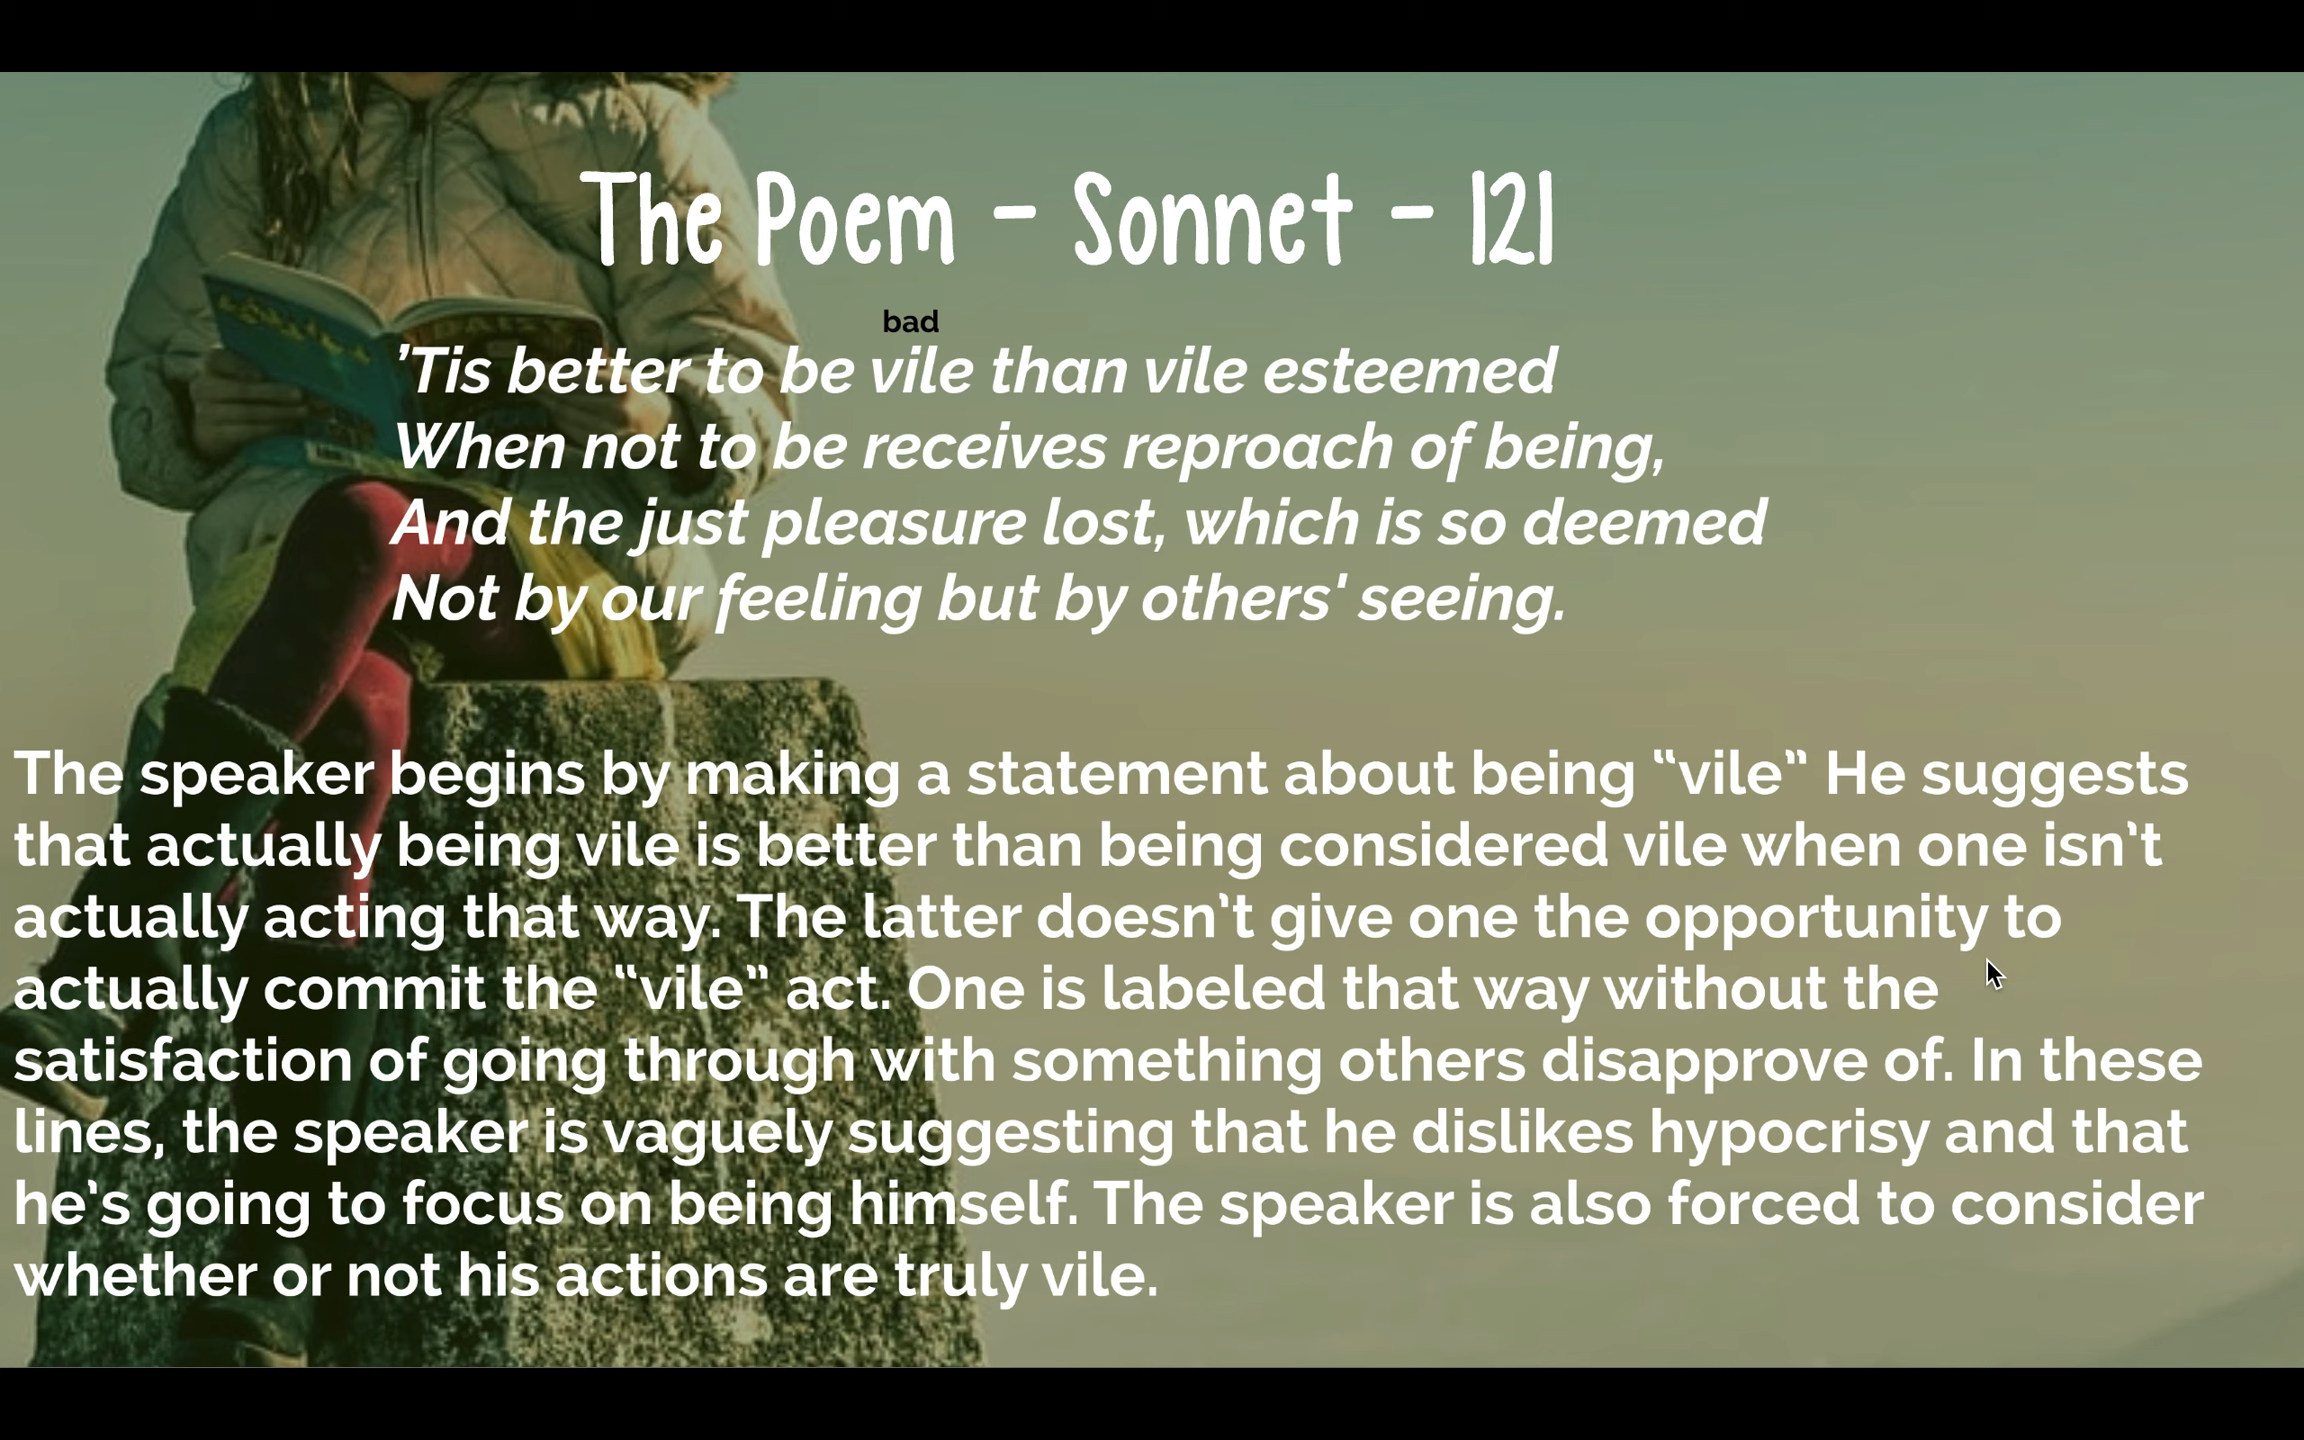 The Poem - Sonnet - 121
bad
’Tis better to be vile than vile esteemed
When not to be receives reproach of being,
And the just pleasure lost, which is so deemed
Not by our feeling but by others' seeing.
The speaker begins by making a statement about being “vile” He suggests
that actually being vile is better than being considered vile when one isn’t
actually acting that way. The latter doesn’t give one the opportunity to
actually commit the “vile” act. One is labeled that way without the
satisfaction of going through with something others disapprove of. In these
lines, the speaker is vaguely suggesting that he dislikes hypocrisy and that
he’s going to focus on being himself. The speaker is also forced to consider
whether or not his actions are truly vile.